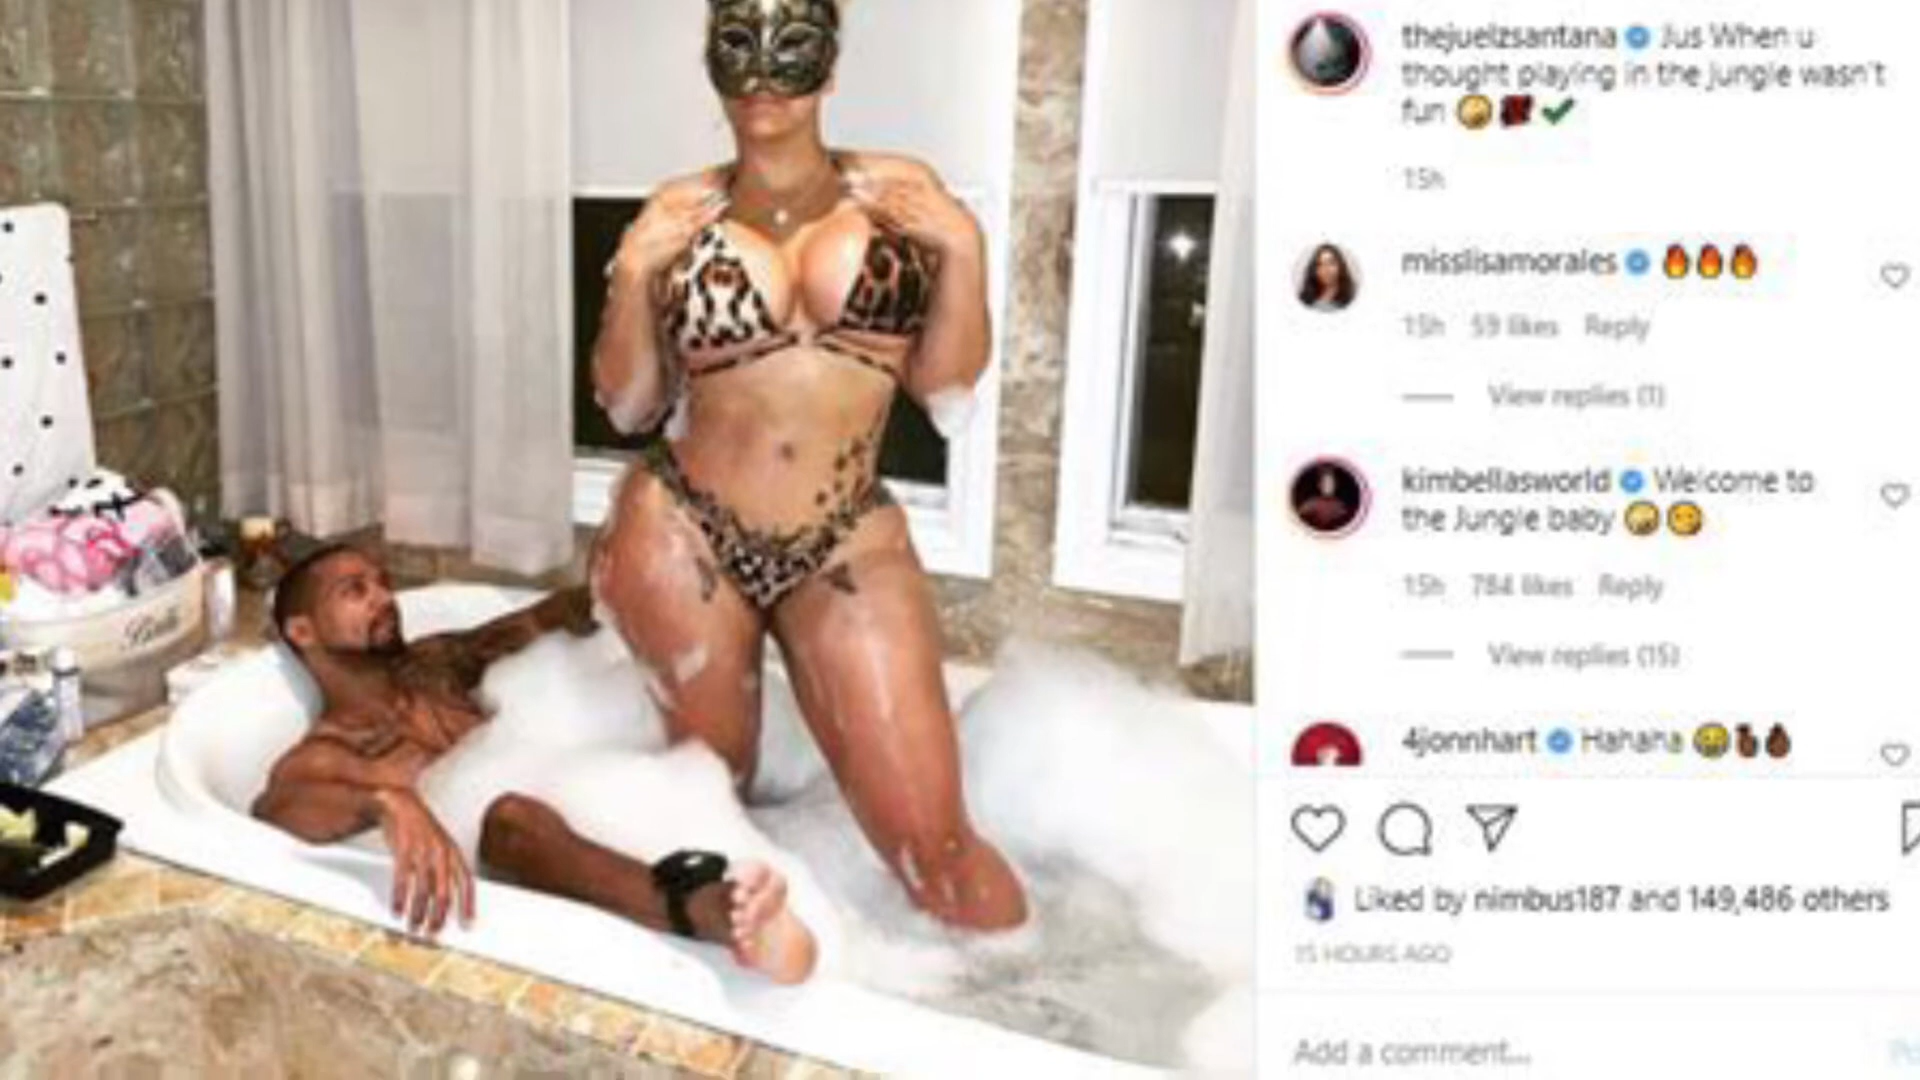 thejuelzsantana Jus When u
thought playing in the Jungle wasn't
fun
15h
misslisamorales
15h 59 likes Reply
View replies (1)
kimbellasworld Welcome to
the Jungle baby
15h 784 likes Reply
View replies (15)
4jonnhart Hahaha
Liked by nimbus187 and 149,486 others
15 HOURS AGO
Add a comment...